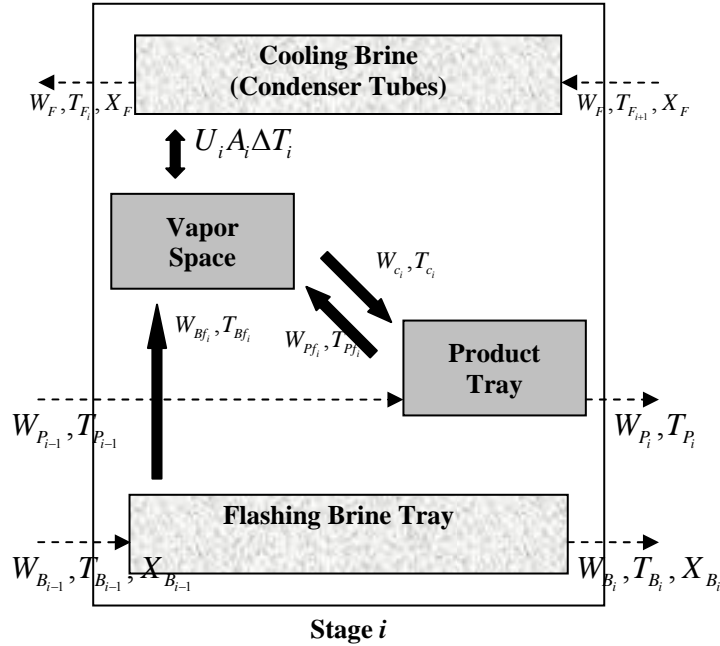 Cooling Brine
(Condenser Tubes)
W_F, T_{F_i}, X_F
W_F, T_{F_{i+1}}, X_F
U_i A_i ΔT_i
Vapor
Space
W_{c_i}, T_{c_i}
W_{Bf_i}, T_{Bf_i}
W_{Pf_i}, T_{Pf_i}
Product
Tray
W_{P_{i-1}}, T_{P_{i-1}}
W_{P_i}, T_{P_i}
Flashing Brine Tray
W_{B_{i-1}}, T_{B_{i-1}}, X_{B_{i-1}}
W_{B_i}, T_{B_i}, X_{B_i}
Stage i